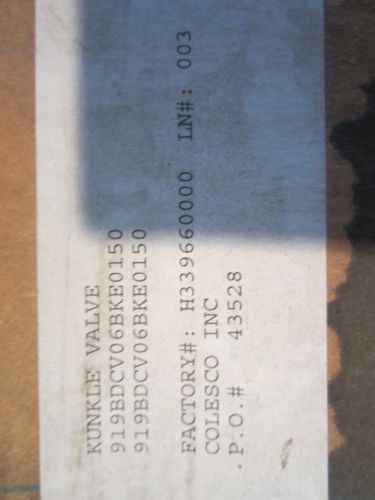 KUNKLE VALVE
919BDCV06BKE0150
919BDCV06BKE0150
FACTORY#: H339660000 LN#: 003
COLESCO INC
.P.O.# 43528